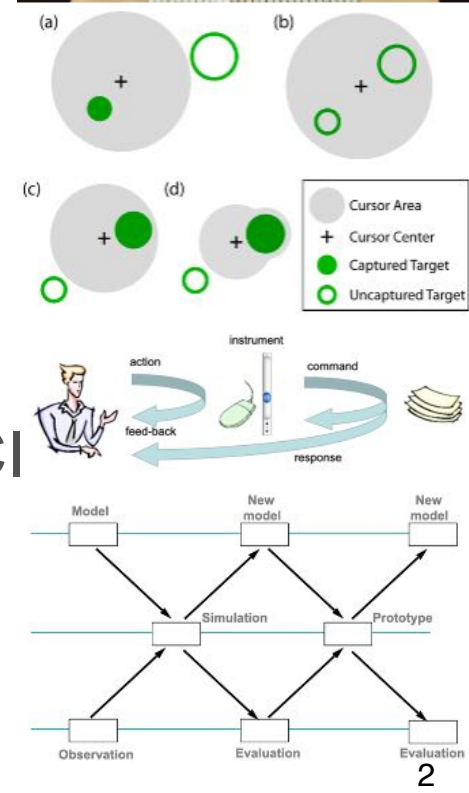 (a)
(b)
(c)
(d)
Cursor Area
Cursor Center
Captured Target
Uncaptured Target
instrument
action
command
feed-back
response
Model
New
model
New
model
Simulation
Prototype
Observation
Evaluation
Evaluation
2